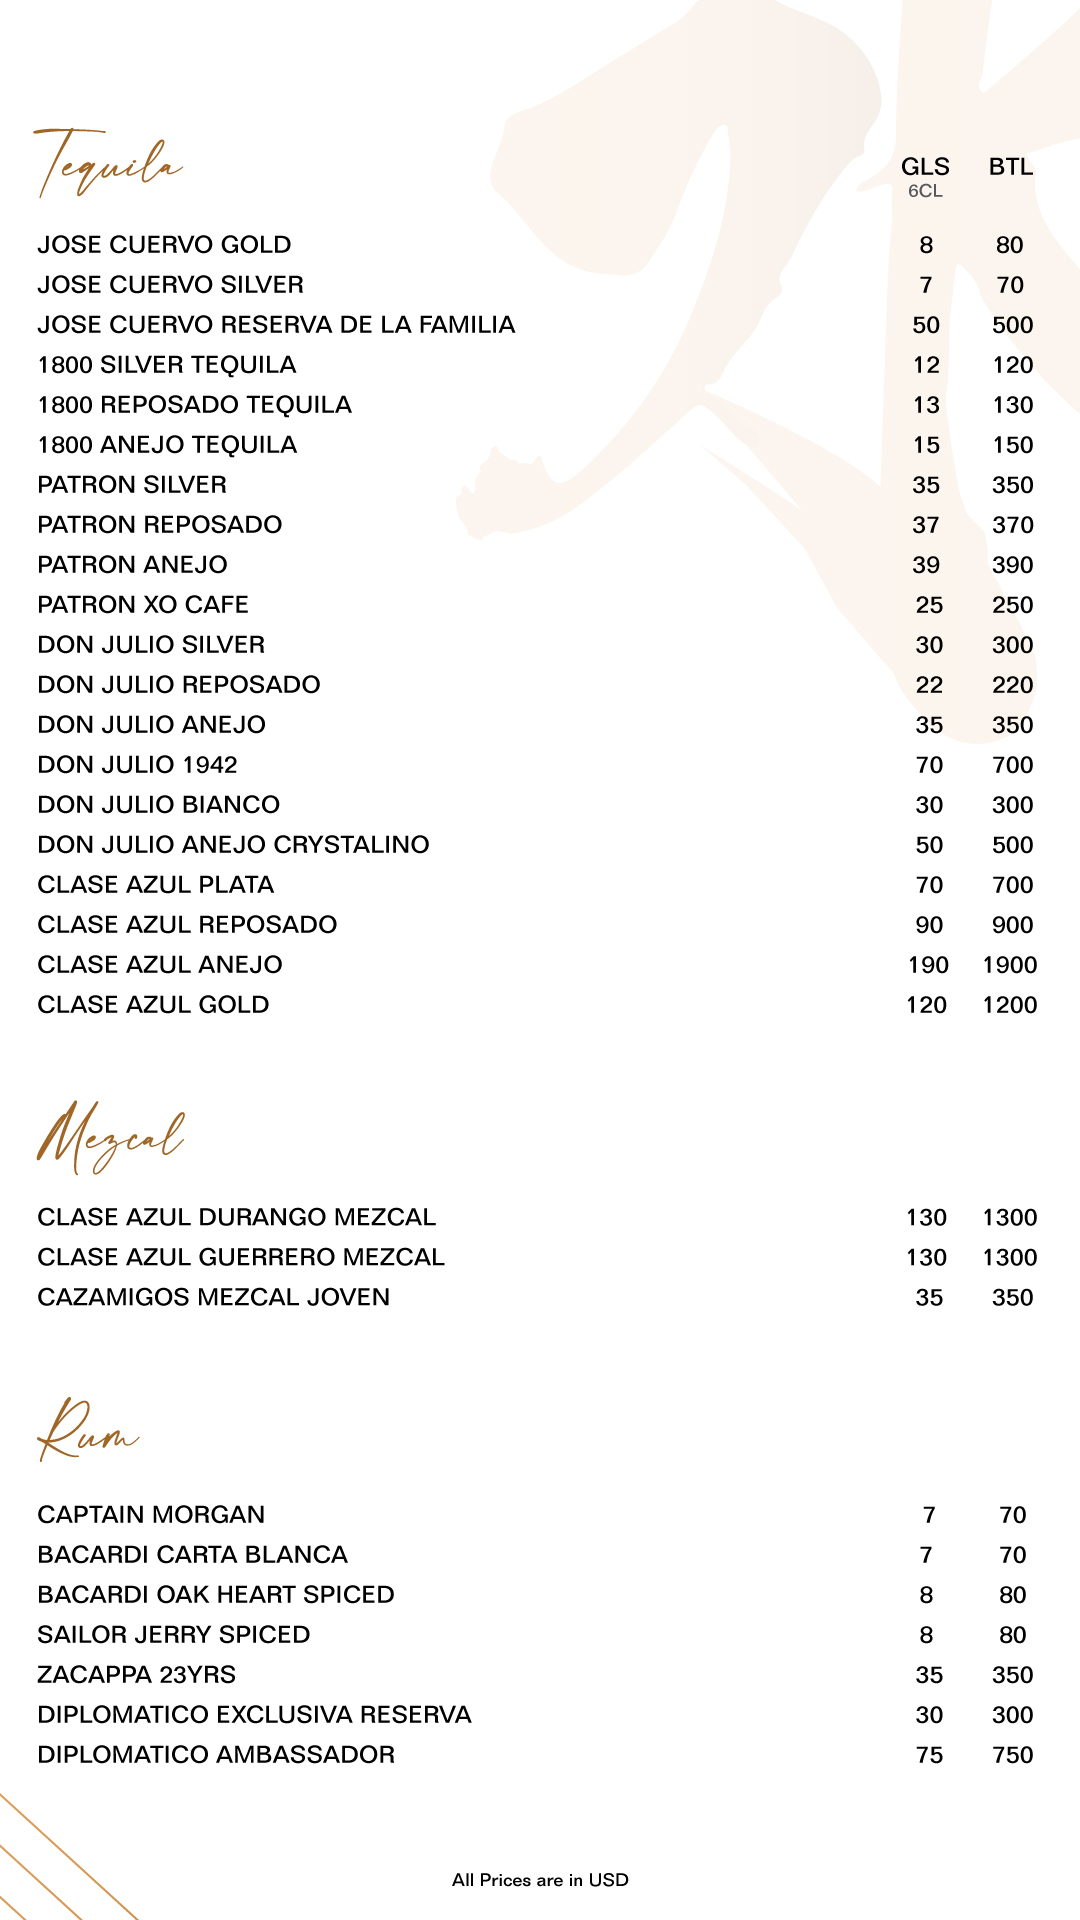 Tequila
GLS BTL
6CL
JOSE CUERVO GOLD 8 80
JOSE CUERVO SILVER 7 70
JOSE CUERVO RESERVA DE LA FAMILIA 50 500
1800 SILVER TEQUILA 12 120
1800 REPOSADO TEQUILA 13 130
1800 ANEJO TEQUILA 15 150
PATRON SILVER 35 350
PATRON REPOSADO 37 370
PATRON ANEJO 39 390
PATRON XO CAFE 25 250
DON JULIO SILVER 30 300
DON JULIO REPOSADO 22 220
DON JULIO ANEJO 35 350
DON JULIO 1942 70 700
DON JULIO BIANCO 30 300
DON JULIO ANEJO CRYSTALINO 50 500
CLASE AZUL PLATA 70 700
CLASE AZUL REPOSADO 90 900
CLASE AZUL ANEJO 190 1900
CLASE AZUL GOLD 120 1200
Mezcal
CLASE AZUL DURANGO MEZCAL 130 1300
CLASE AZUL GUERRERO MEZCAL 130 1300
CAZAMIGOS MEZCAL JOVEN 35 350
Rum
CAPTAIN MORGAN 7 70
BACARDI CARTA BLANCA 7 70
BACARDI OAK HEART SPICED 8 80
SAILOR JERRY SPICED 8 80
ZACAPPA 23YRS 35 350
DIPLOMATICO EXCLUSIVA RESERVA 30 300
DIPLOMATICO AMBASSADOR 75 750
All Prices are in USD